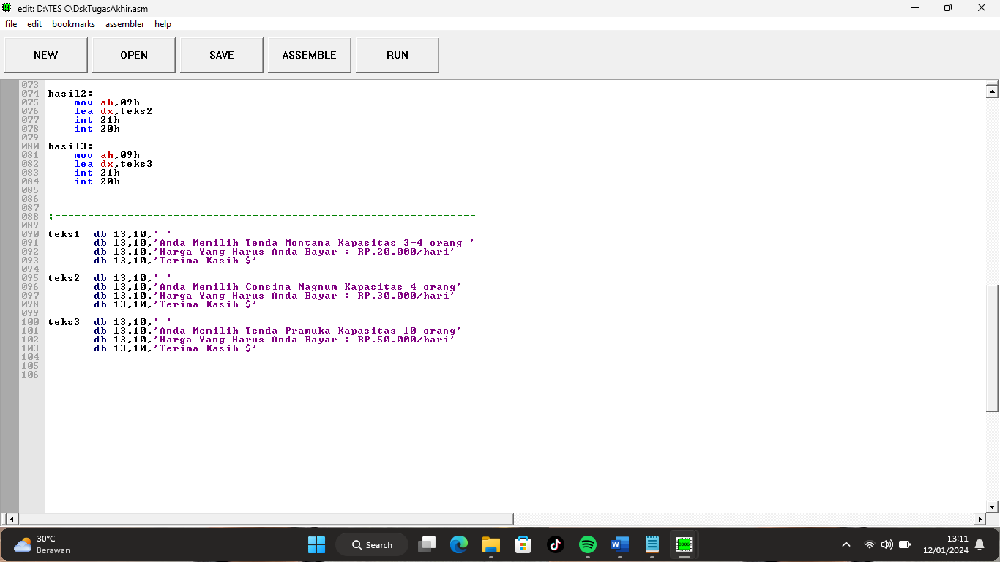 edit: D:\TES C\DskTugasAkhir.asm
file edit bookmarks assembler help
NEW OPEN SAVE ASSEMBLE RUN
073
074 hasil2:
075 mov ah,09h
076 lea dx,teks2
077 int 21h
078 int 20h
079
080 hasil3:
081 mov ah,09h
082 lea dx,teks3
083 int 21h
084 int 20h
085
086
087
088 ;================================================================
089
090 teks1 db 13,10,' '
091 db 13,10,'Anda Memilih Tenda Montana Kapasitas 3-4 orang '
092 db 13,10,'Harga Yang Harus Anda Bayar : RP.20.000/hari'
093 db 13,10,'Terima Kasih $'
094
095 teks2 db 13,10,' '
096 db 13,10,'Anda Memilih Consina Magnum Kapasitas 4 orang'
097 db 13,10,'Harga Yang Harus Anda Bayar : RP.30.000/hari'
098 db 13,10,'Terima Kasih $'
099
100 teks3 db 13,10,' '
101 db 13,10,'Anda Memilih Tenda Pramuka Kapasitas 10 orang'
102 db 13,10,'Harga Yang Harus Anda Bayar : RP.50.000/hari'
103 db 13,10,'Terima Kasih $'
104
105
106
30°C
Berawan
Search
13:11
12/01/2024